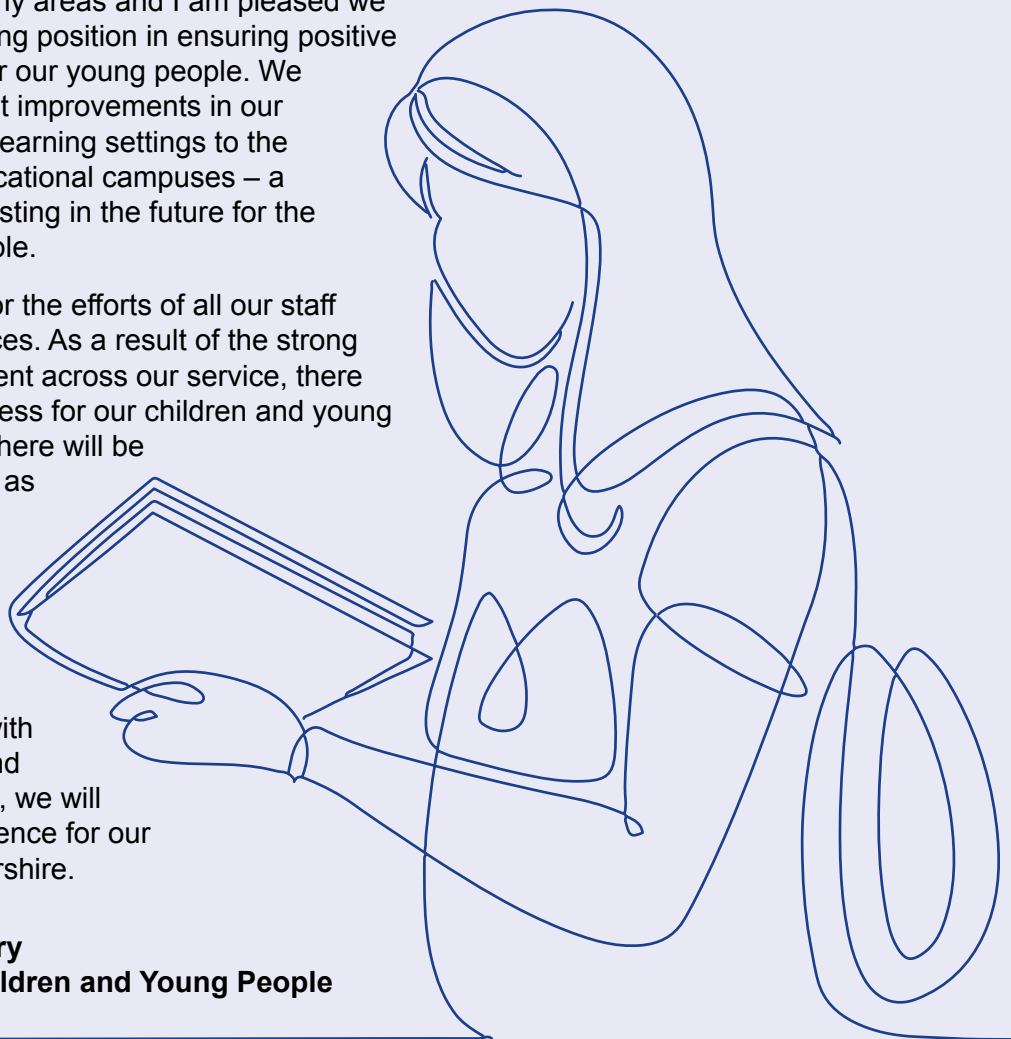 ny areas and I am pleased we
ng position in ensuring positive
r our young people. We
t improvements in our
earning settings to the
cational campuses – a
sting in the future for the
ole.
or the efforts of all our staff
ces. As a result of the strong
ent across our service, there
ess for our children and young
here will be
as
with
nd
, we will
ence for our
rshire.
ry
ldren and Young People